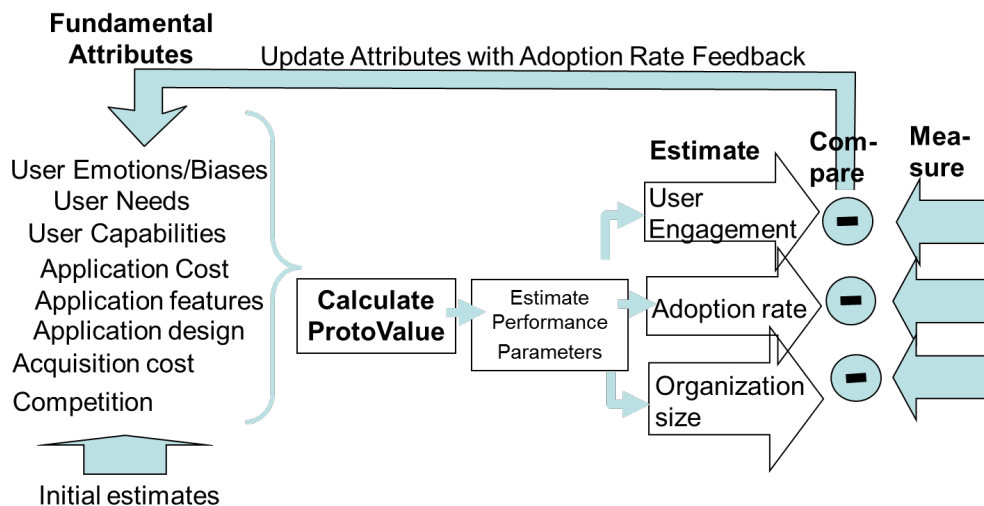 Fundamental
Attributes
Update Attributes with Adoption Rate Feedback
User Emotions/Biases
User Needs
User Capabilities
Application Cost
Application features
Application design
Acquisition cost
Competition
Initial estimates
Calculate
ProtoValue
Estimate
Performance
Parameters
Estimate
User
Engagement
Adoption rate
Organization
size
Com-
pare
Mea-
sure